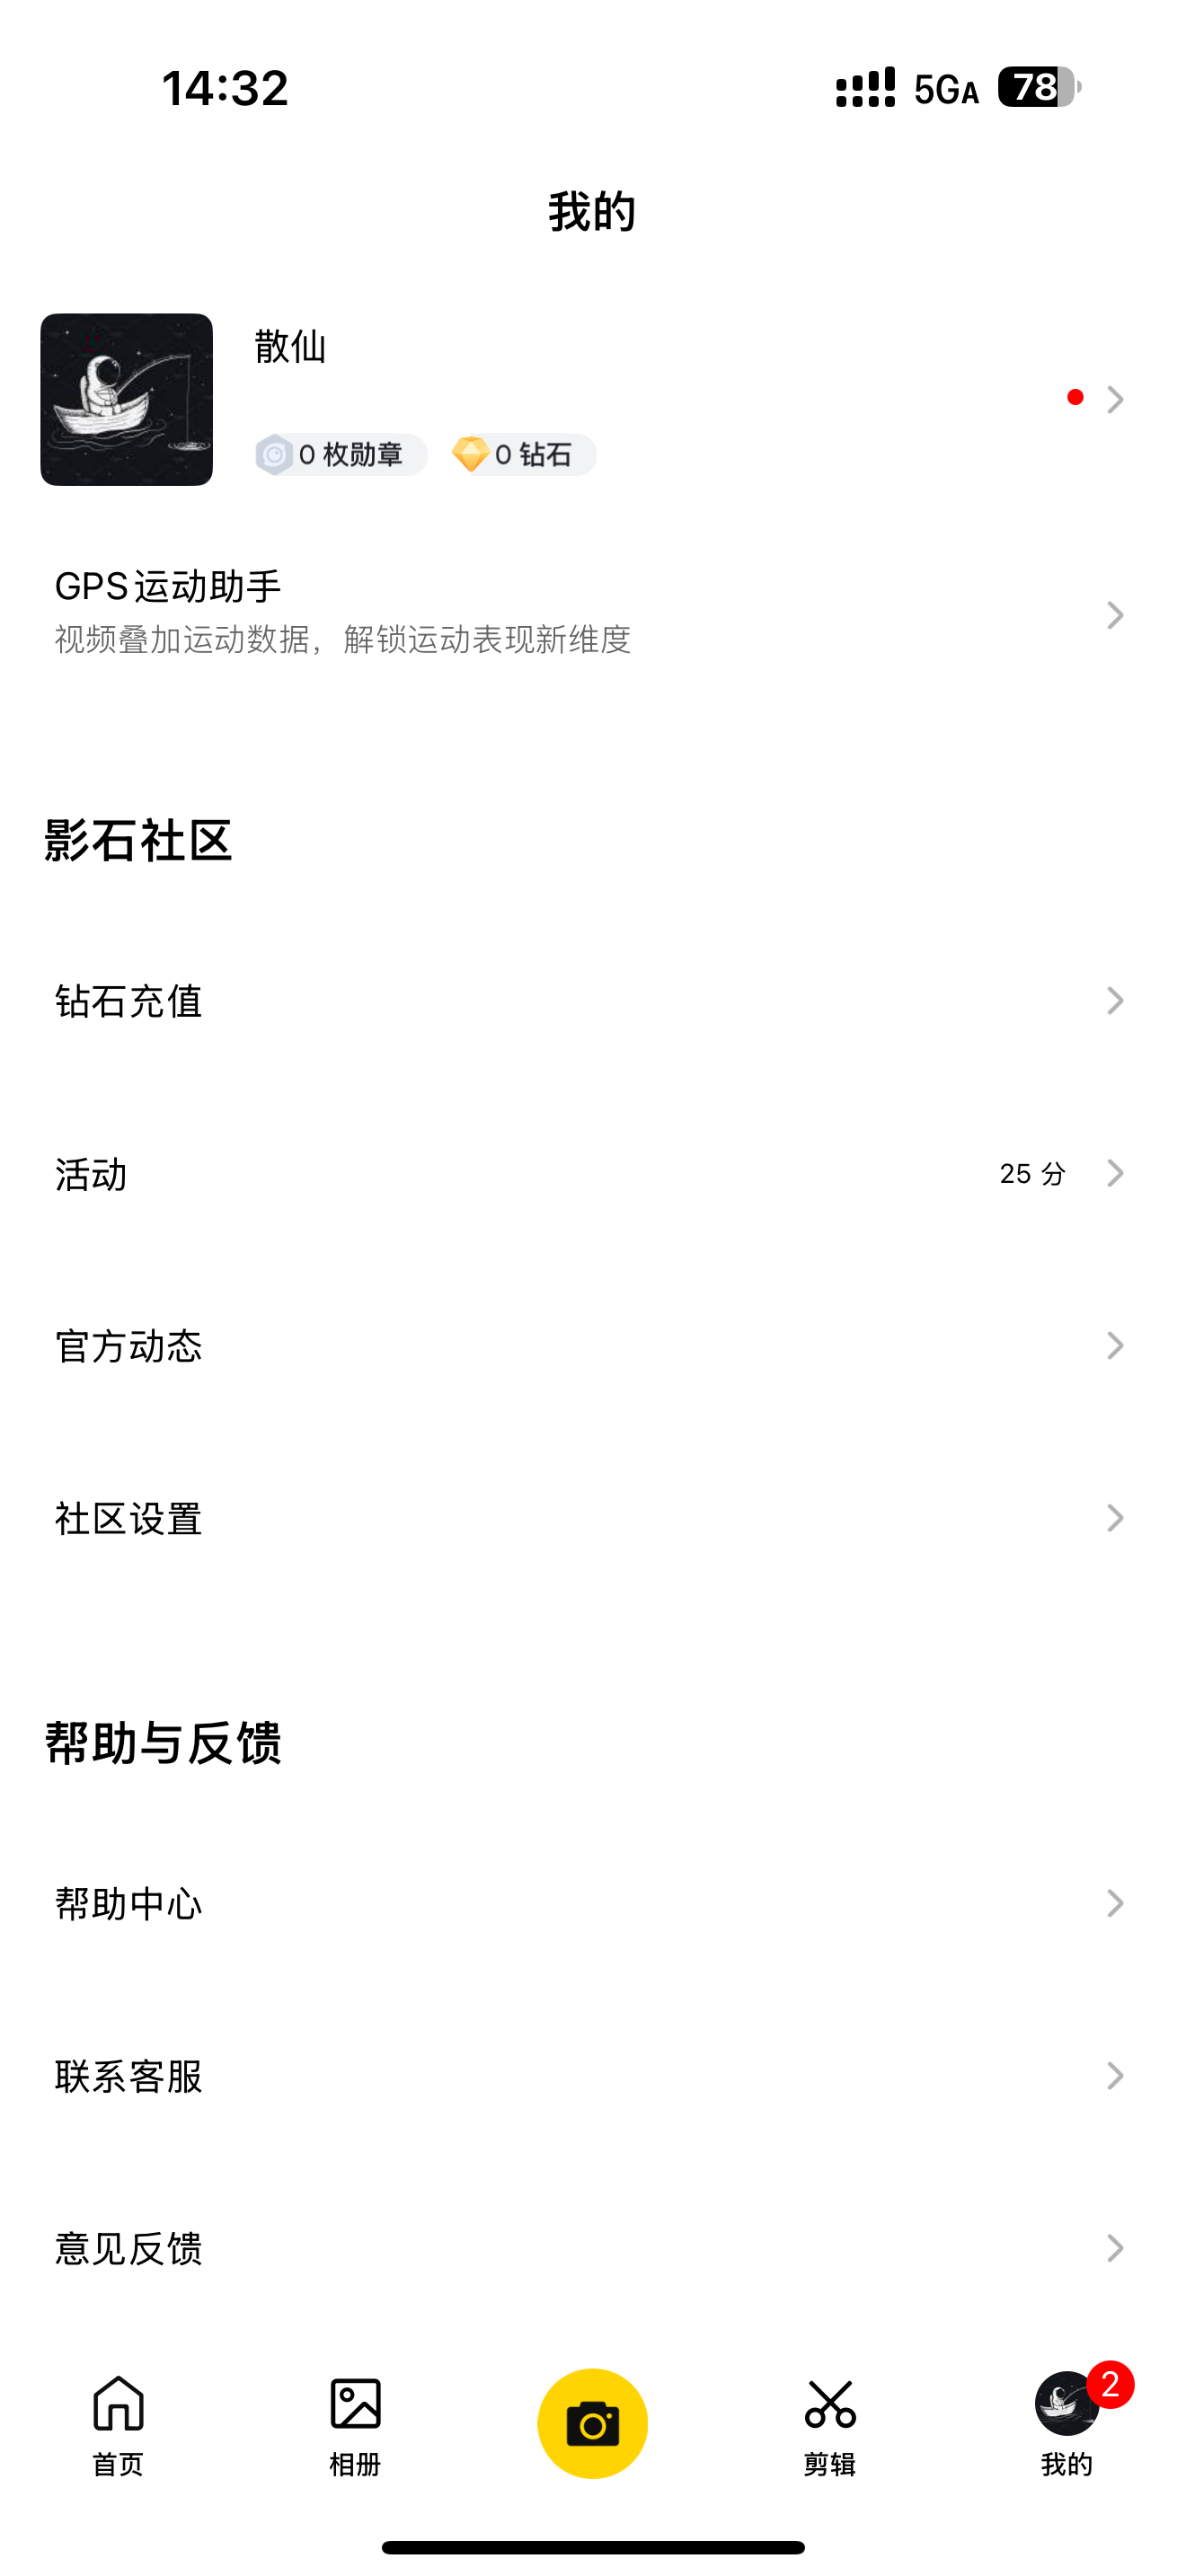 14:32
5GA
78
我的
散仙
0 枚勋章
0 钻石
GPS 运动助手
视频叠加运动数据，解锁运动表现新维度
影石社区
钻石充值
活动
25 分
官方动态
社区设置
帮助与反馈
帮助中心
联系客服
意见反馈
2
首页
相册
剪辑
我的